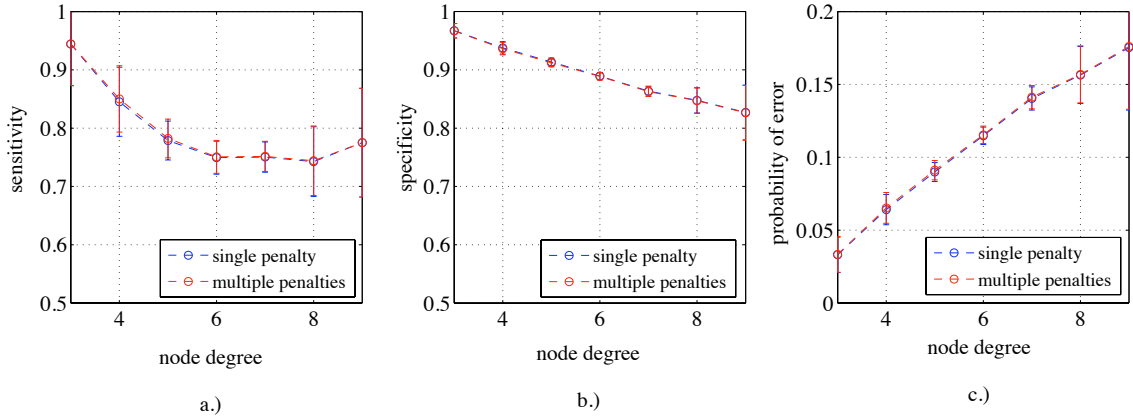 sensitivity
1
0.9
0.8
0.7
0.6
0.5
4
6
8
single penalty
multiple penalties
node degree
a.)
specificity
1
0.9
0.8
0.7
0.6
0.5
4
6
8
single penalty
multiple penalties
node degree
b.)
probability of error
0.2
0.15
0.1
0.05
0
4
6
8
single penalty
multiple penalties
node degree
c.)